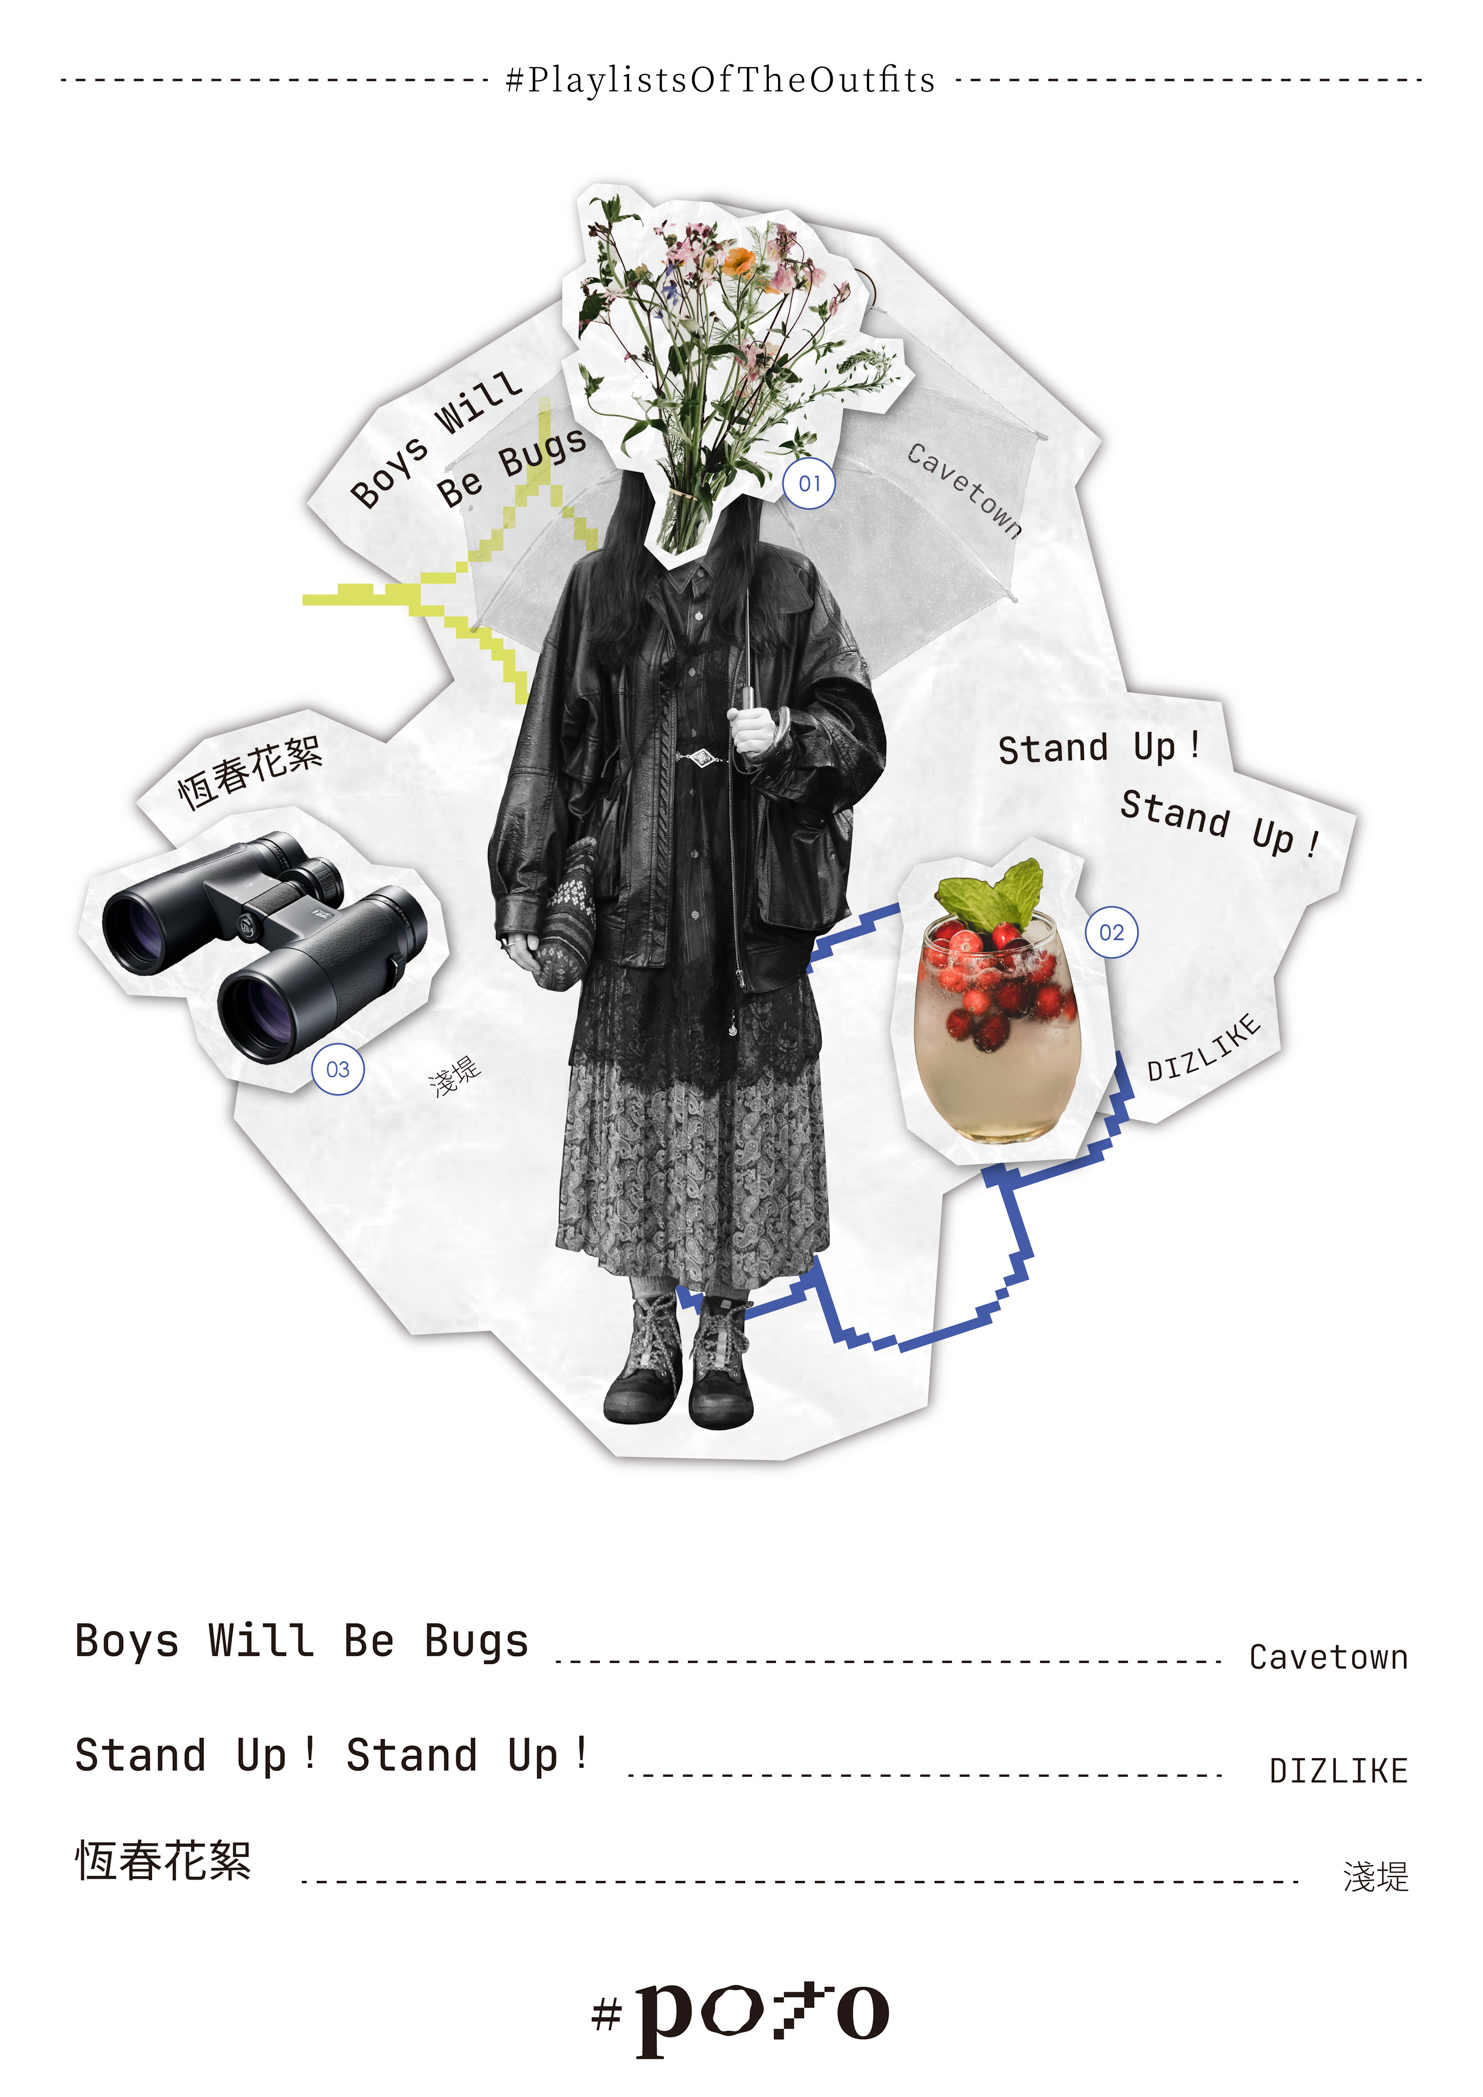 #PlaylistsOfTheOutfits
Boys Will
Be Bugs
Cavetown
01
恆春花絮
Stand Up！
Stand Up！
02
DIZLIKE
03
淺堤
Boys Will Be Bugs
Cavetown
Stand Up！Stand Up！
DIZLIKE
恆春花絮
淺堤
#poto